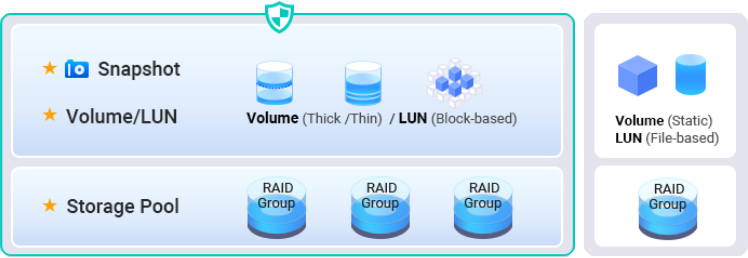 Snapshot
Volume/LUN
Volume (Thick /Thin) / LUN (Block-based)
Storage Pool
RAID
Group
RAID
Group
RAID
Group
Volume (Static)
LUN (File-based)
RAID
Group